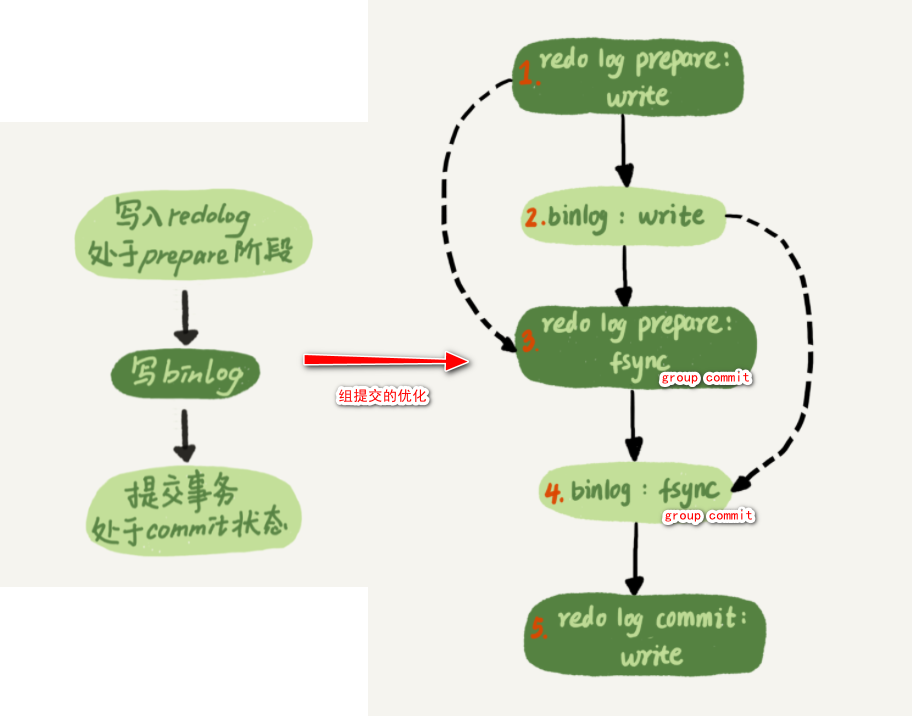 写入redolog
处于prepare阶段
写binlog
提交事务
处于commit状态
组提交的优化
1. redo log prepare:
write
2.binlog : write
3. redo log prepare:
fsync
group commit
4. binlog : fsync
group commit
5. redo log commit:
write